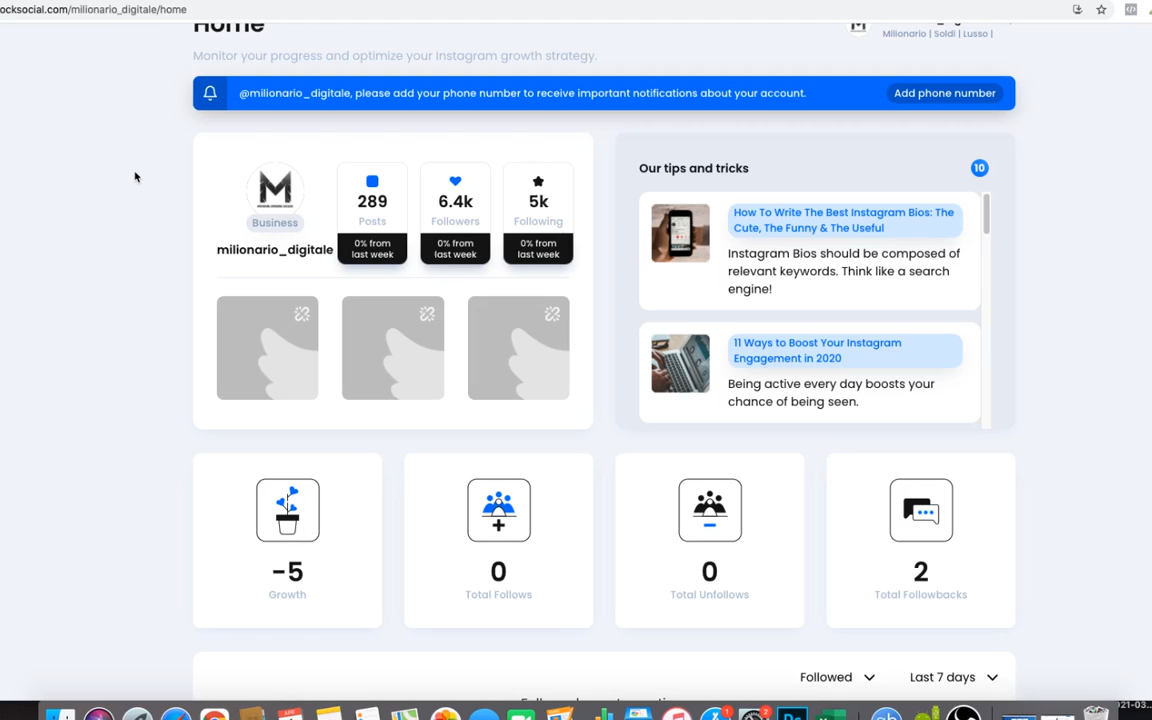 ocksocial.com/milionario_digitale/home
Home
Milionario | Soldi | Lusso |
Monitor your progress and optimize your Instagram growth strategy.
@milionario_digitale, please add your phone number to receive important notifications about your account.
Add phone number
M
Business
milionario_digitale
289
Posts
0% from
last week
6.4k
Followers
0% from
last week
5k
Following
0% from
last week
Our tips and tricks
10
How To Write The Best Instagram Bios: The
Cute, The Funny & The Useful
Instagram Bios should be composed of
relevant keywords. Think like a search
engine!
11 Ways to Boost Your Instagram
Engagement in 2020
Being active every day boosts your
chance of being seen.
-5
Growth
0
Total Follows
0
Total Unfollows
2
Total Followbacks
Followed
Last 7 days